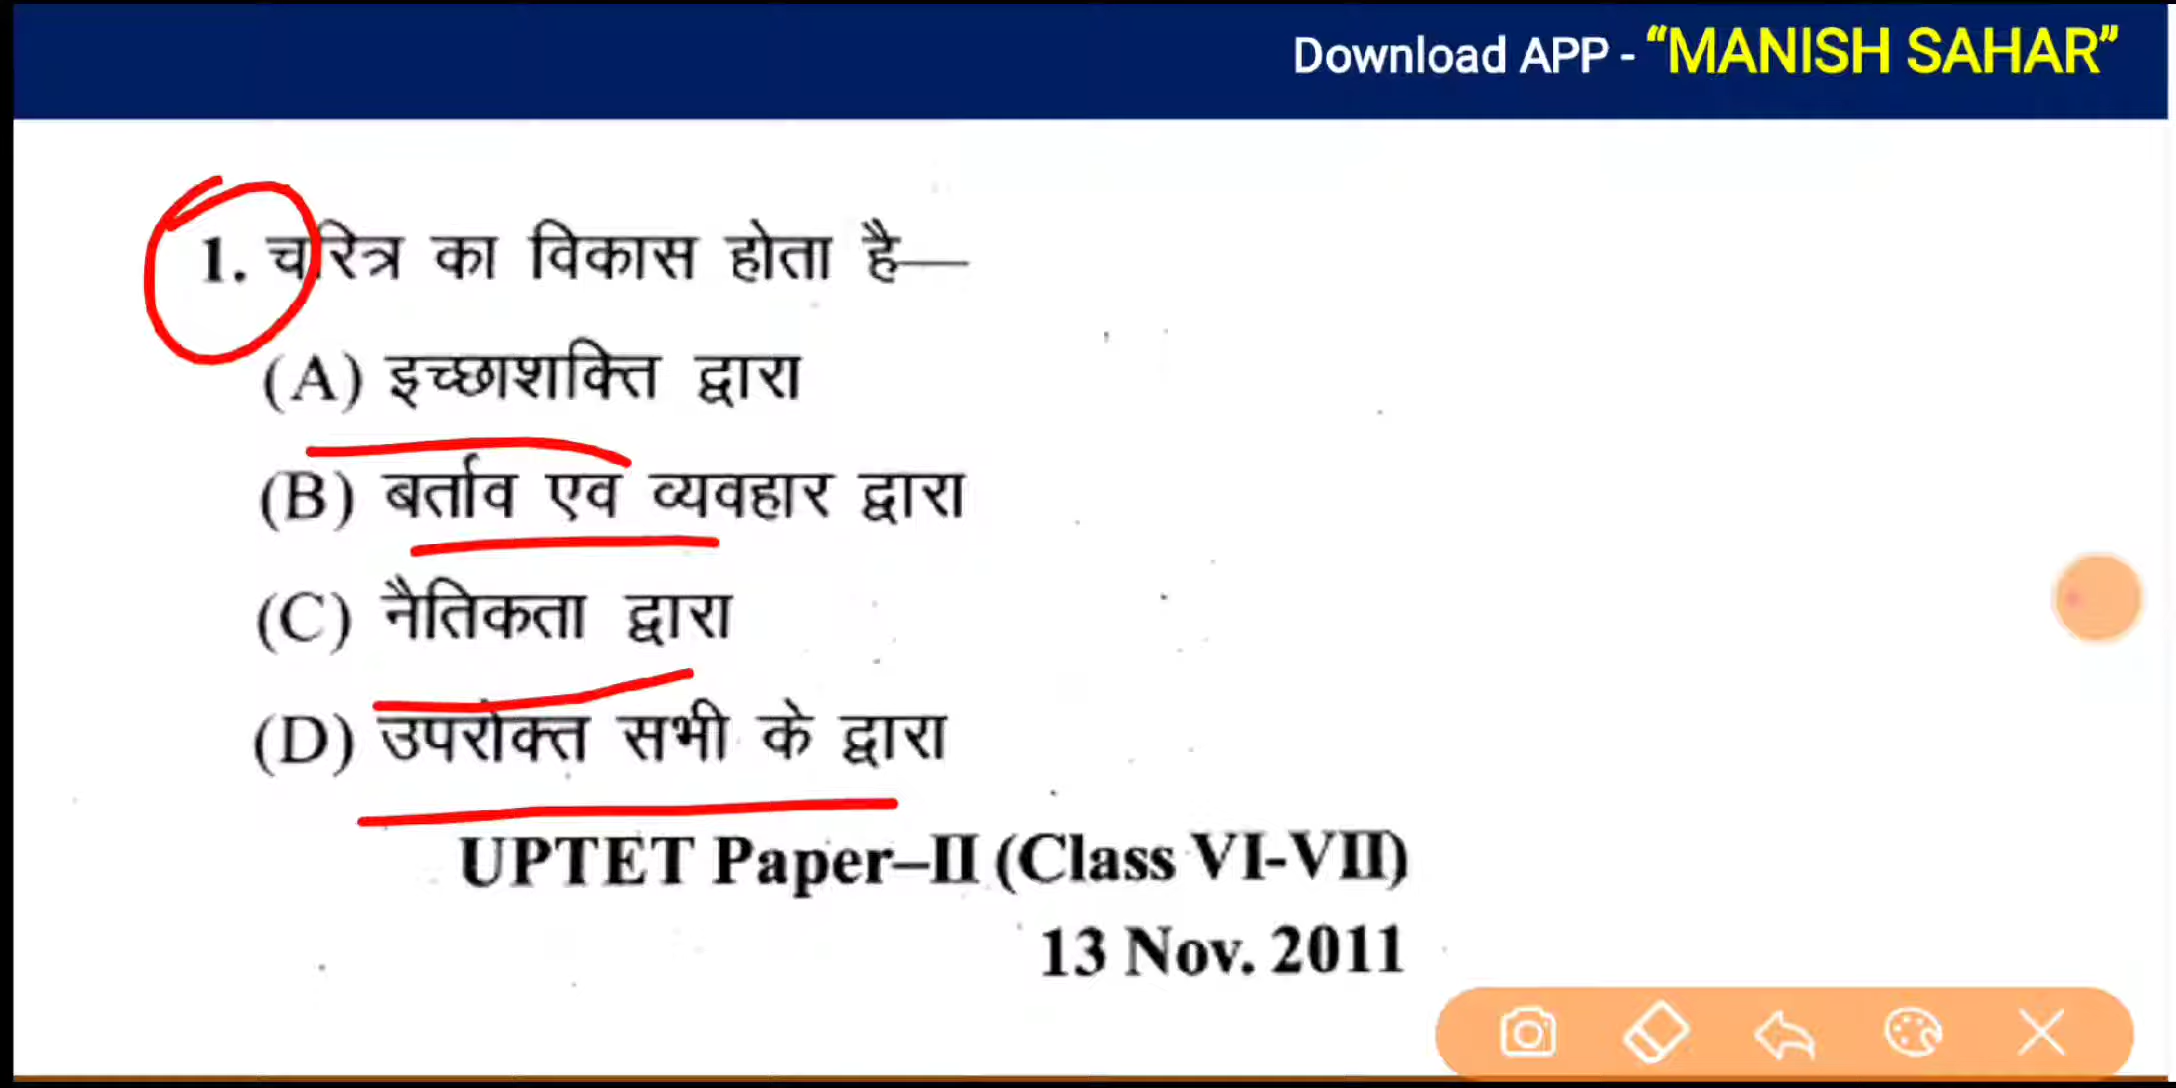 Download APP - “MANISH SAHAR”
1. चरित्र का विकास होता है—
(A) इच्छाशक्ति द्वारा
(B) बर्ताव एव व्यवहार द्वारा
(C) नैतिकता द्वारा
(D) उपरोक्त सभी के द्वारा
UPTET Paper–II (Class VI-VII)
13 Nov. 2011